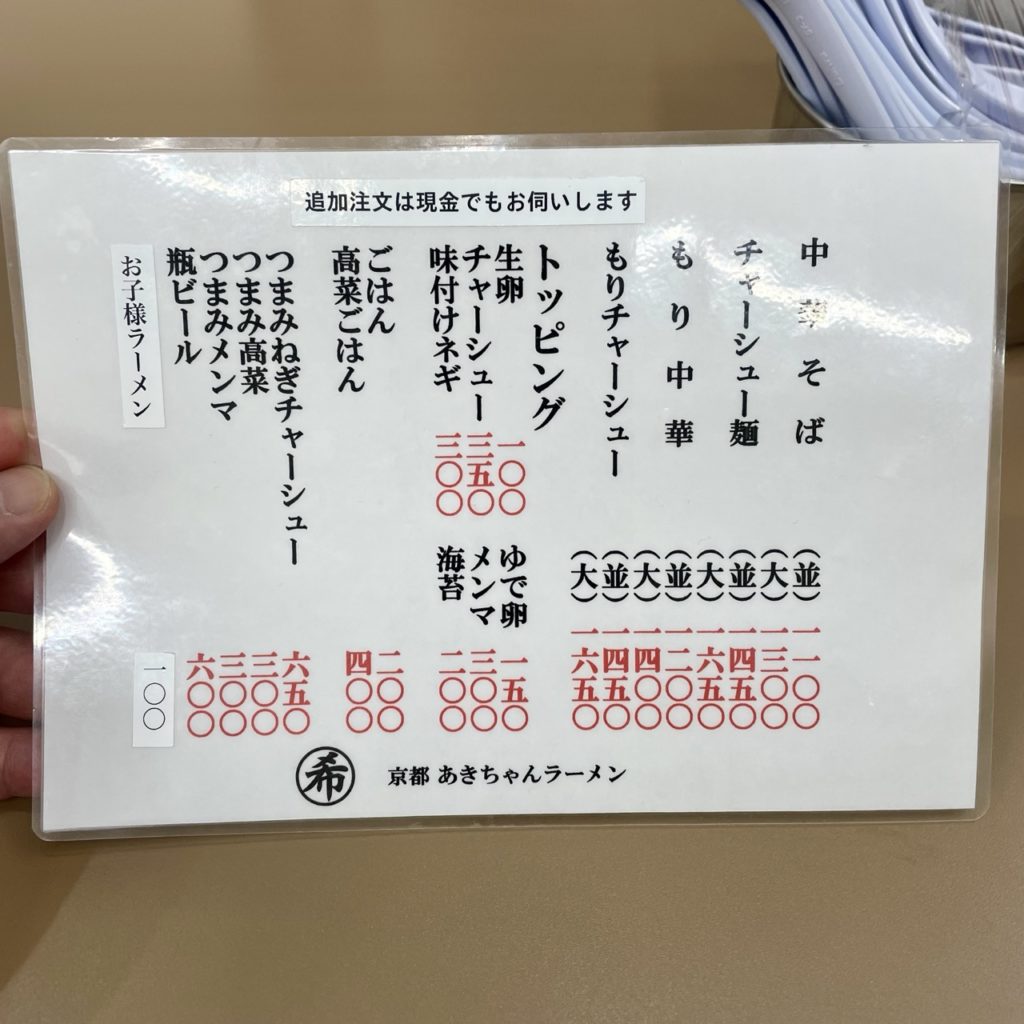 追加注文は現金でもお伺いします
中華そば (並) 一一〇〇
(大) 一三〇〇
チャーシュー麺 (並) 一四五〇
(大) 一六五〇
もり中華 (並) 一二〇〇
(大) 一四〇〇
もりチャーシュー (並) 一四五〇
(大) 一六五〇
トッピング
生卵 一〇〇 ゆで卵 一五〇
チャーシュー 三五〇 メンマ 三〇〇
味付けネギ 三〇〇 海苔 二〇〇
ごはん 二〇〇
高菜ごはん 四〇〇
つまみねぎチャーシュー 六五〇
つまみ高菜 三〇〇
つまみメンマ 三〇〇
瓶ビール 六〇〇
お子様ラーメン 一〇〇
希 京都 あきちゃんラーメン